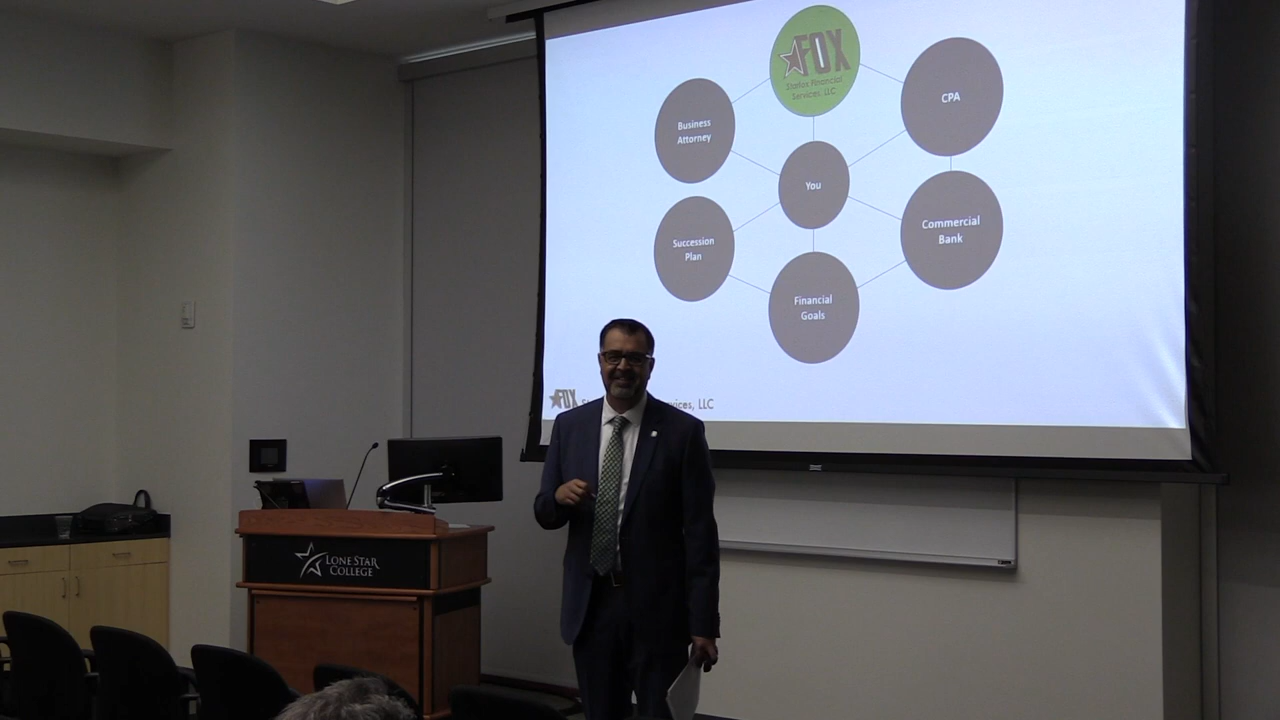 FOX
Starfox Financial
Services, LLC
CPA
Business
Attorney
You
Commercial
Bank
Succession
Plan
Financial
Goals
FOX
vices, LLC
LONE STAR
COLLEGE